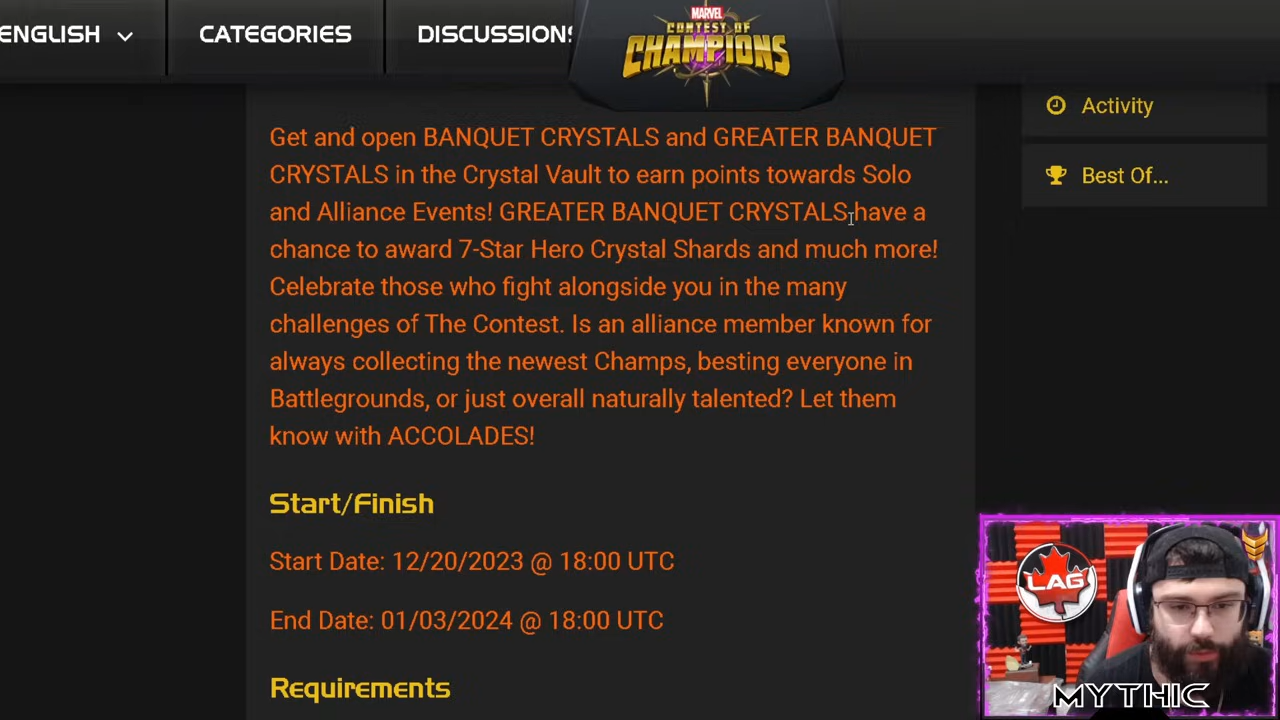 ENGLISH
CATEGORIES
DISCUSSIONS
MARVEL
CONTEST OF
CHAMPIONS
Activity
Best Of...
Get and open BANQUET CRYSTALS and GREATER BANQUET
CRYSTALS in the Crystal Vault to earn points towards Solo
and Alliance Events! GREATER BANQUET CRYSTALS have a
chance to award 7-Star Hero Crystal Shards and much more!
Celebrate those who fight alongside you in the many
challenges of The Contest. Is an alliance member known for
always collecting the newest Champs, besting everyone in
Battlegrounds, or just overall naturally talented? Let them
know with ACCOLADES!
Start/Finish
Start Date: 12/20/2023 @ 18:00 UTC
End Date: 01/03/2024 @ 18:00 UTC
Requirements
LAG
MYTHIC